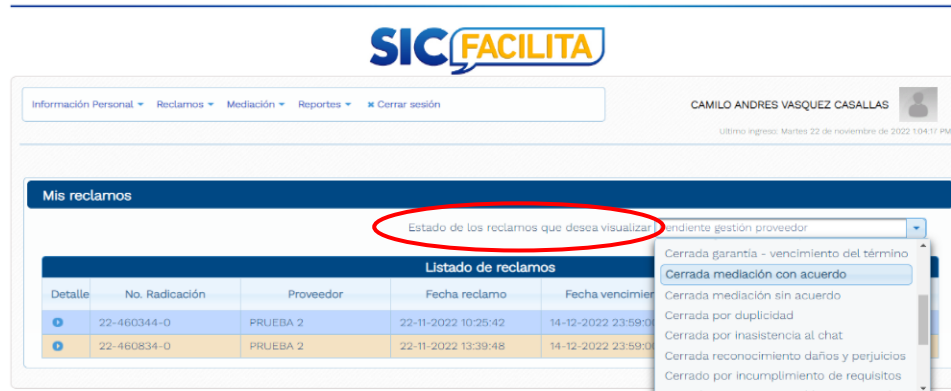 SIC FACILITA
Información Personal Reclamos Mediación Reportes × Cerrar sesión
CAMILO ANDRES VASQUEZ CASALLAS
Ultimo ingreso: Martes 22 de noviembre de 2022 1:04:17 PM
Mis reclamos
Estado de los reclamos que desea visualizar endiente gestión proveedor
Listado de reclamos
Detalle No. Radicación Proveedor Fecha reclamo Fecha vencimien
22-460344-0 PRUEBA 2 22-11-2022 10:25:42 14-12-2022 23:59:00
22-460834-0 PRUEBA 2 22-11-2022 13:39:48 14-12-2022 23:59:00
Cerrada garantía - vencimiento del término
Cerrada mediación con acuerdo
Cerrada mediación sin acuerdo
Cerrada por duplicidad
Cerrada por inasistencia al chat
Cerrada reconocimiento daños y perjuicios
Cerrado por incumplimiento de requisitos